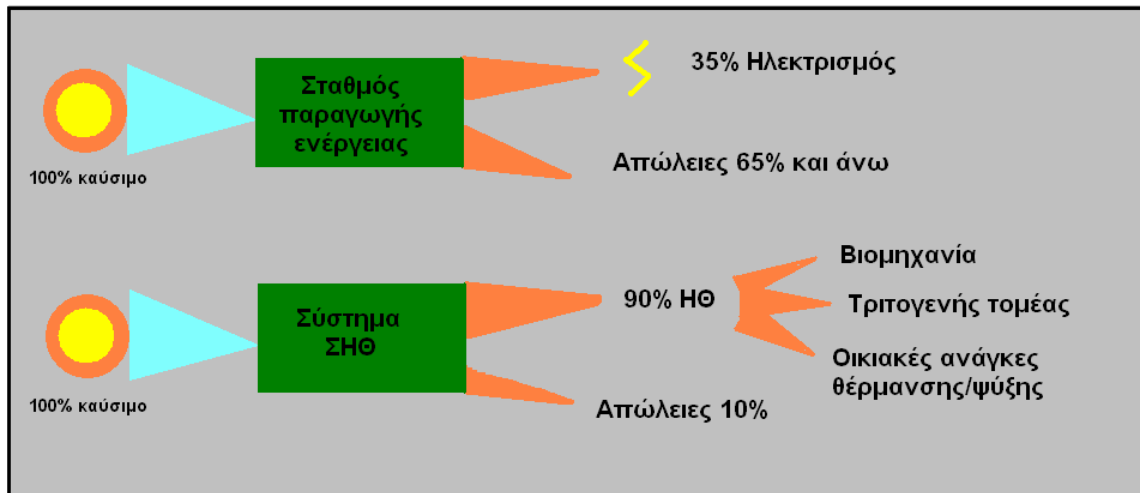 35% Ηλεκτρισμός
Σταθμός
παραγωγής
ενέργειας
Απώλειες 65% και άνω
100% καύσιμο
Βιομηχανία
90% ΗΘ
Τριτογενής τομέας
Σύστημα
ΣΗΘ
Οικιακές ανάγκες
θέρμανσης/ψύξης
Απώλειες 10%
100% καύσιμο